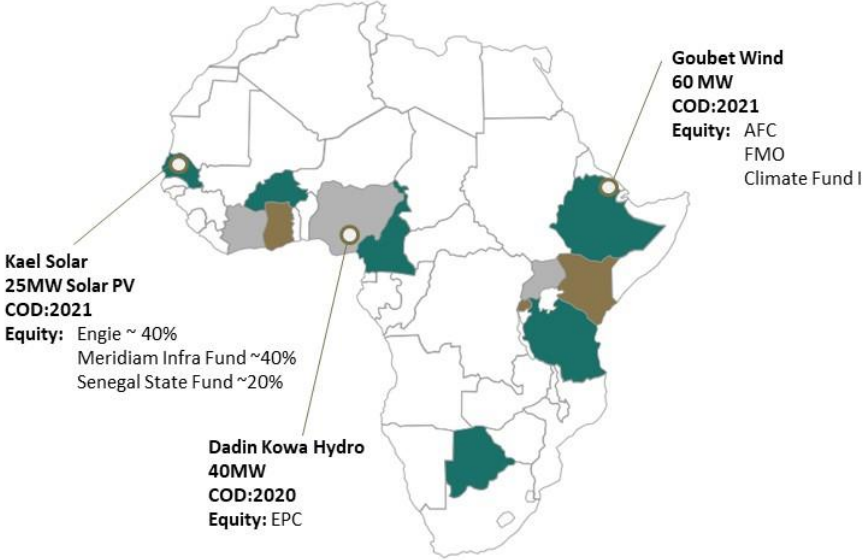 Goubet Wind
60 MW
COD:2021
Equity: AFC
FMO
Climate Fund I
Kael Solar
25MW Solar PV
COD:2021
Equity: Engie ~ 40%
Meridiam Infra Fund ~40%
Senegal State Fund ~20%
Dadin Kowa Hydro
40MW
COD:2020
Equity: EPC